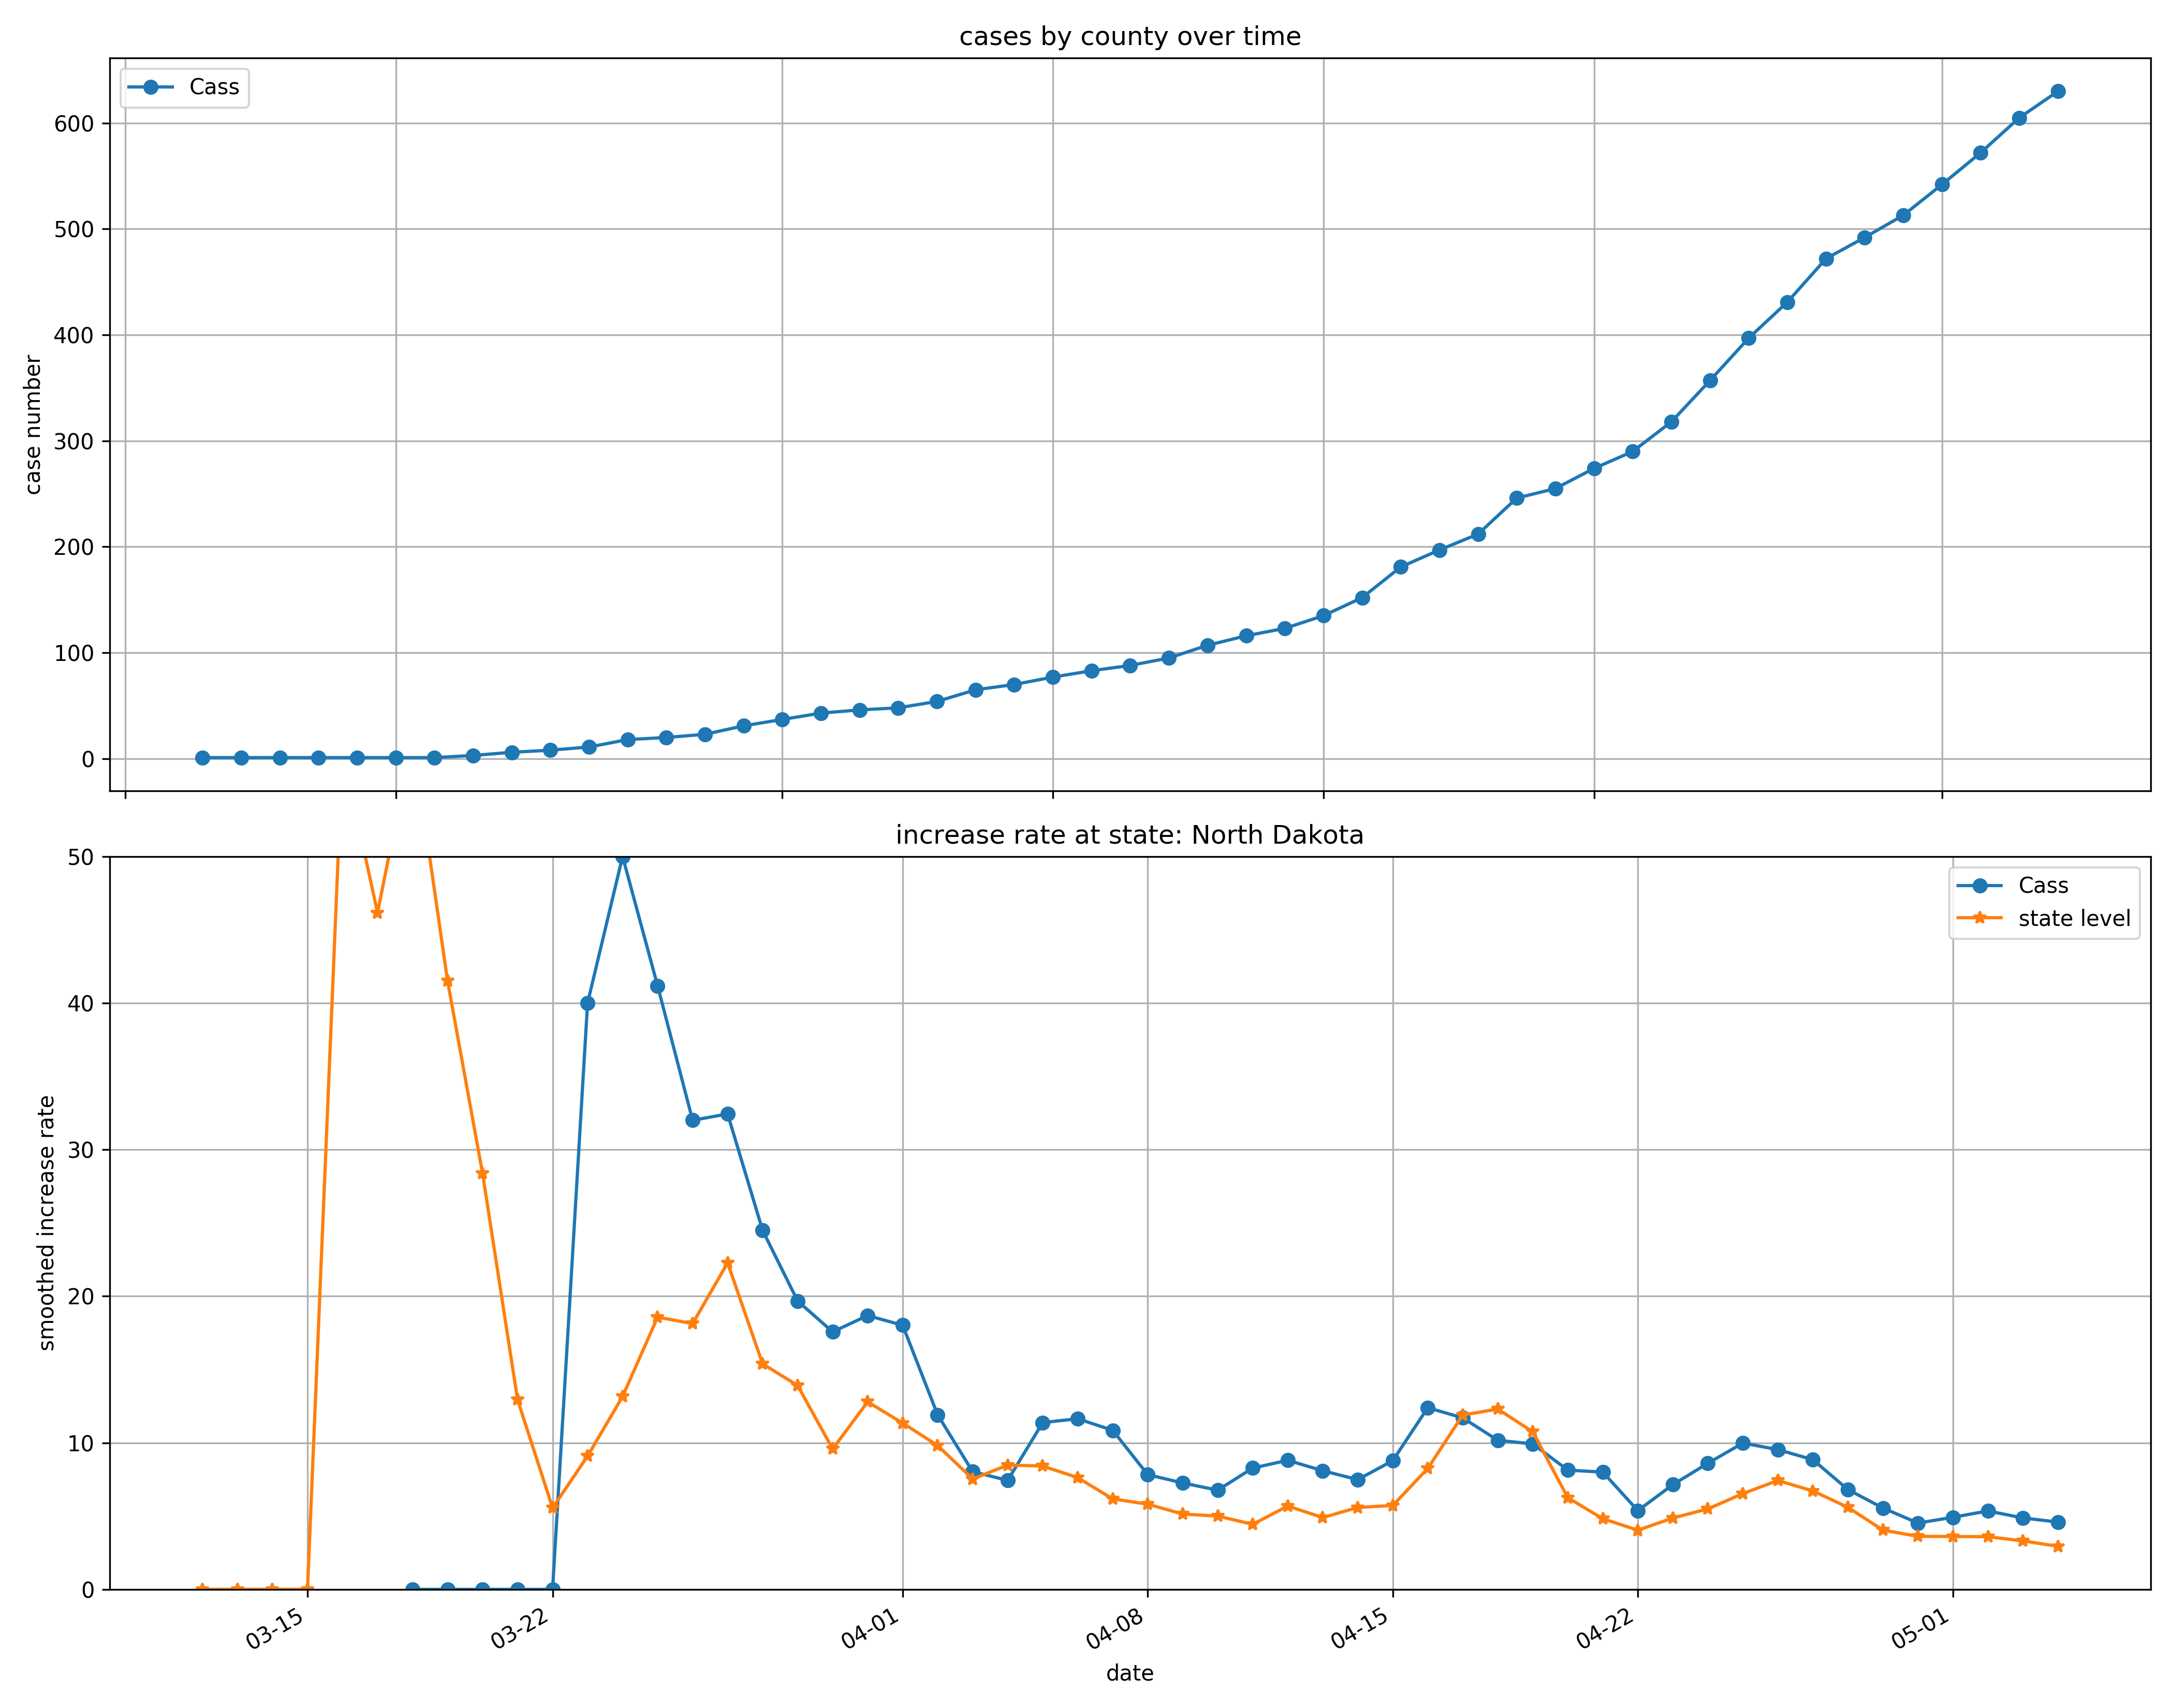 cases by county over time
Cass
600
500
400
300
200
100
0
case number
increase rate at state: North Dakota
Cass
state level
50
40
30
20
10
0
smoothed increase rate
03-15
03-22
04-01
04-08
04-15
04-22
05-01
date